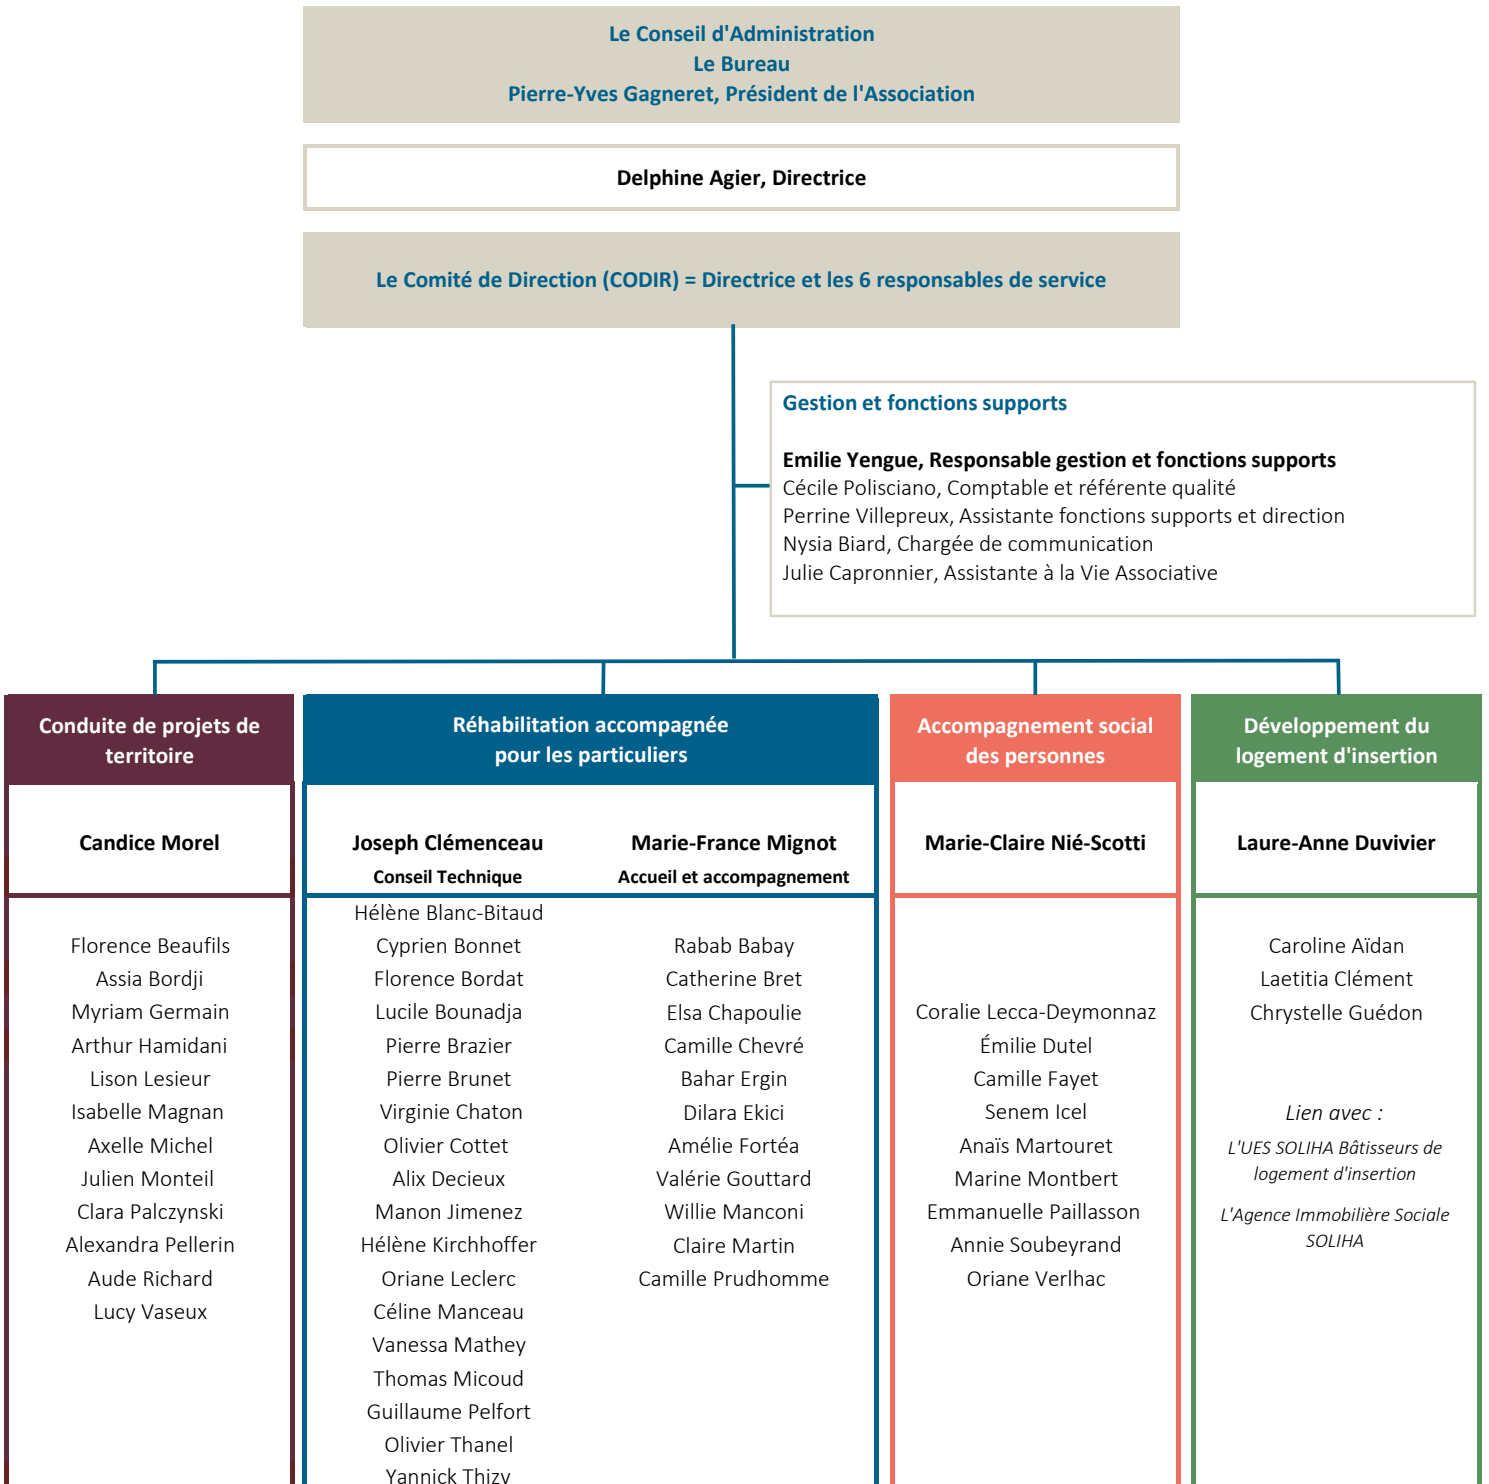 Le Conseil d'Administration
Le Bureau
Pierre-Yves Gagneret, Président de l'Association
Delphine Agier, Directrice
Le Comité de Direction (CODIR) = Directrice et les 6 responsables de service
Gestion et fonctions supports
Emilie Yengue, Responsable gestion et fonctions supports
Cécile Polisciano, Comptable et référente qualité
Perrine Villepreux, Assistante fonctions supports et direction
Nysia Biard, Chargée de communication
Julie Capronnier, Assistante à la Vie Associative
Conduite de projets de
territoire
Candice Morel
Florence Beaufils
Assia Bordji
Myriam Germain
Arthur Hamidani
Lison Lesieur
Isabelle Magnan
Axelle Michel
Julien Monteil
Clara Palczynski
Alexandra Pellerin
Aude Richard
Lucy Vaseux
Réhabilitation accompagnée
pour les particuliers
Joseph Clémenceau
Conseil Technique
Hélène Blanc-Bitaud
Cyprien Bonnet
Florence Bordat
Lucile Bounadja
Pierre Brazier
Pierre Brunet
Virginie Chaton
Olivier Cottet
Alix Decieux
Manon Jimenez
Hélène Kirchhoffer
Oriane Leclerc
Céline Manceau
Vanessa Mathey
Thomas Micoud
Guillaume Pelfort
Olivier Thanel
Yannick Thizy
Marie-France Mignot
Accueil et accompagnement
Rabab Babay
Catherine Bret
Elsa Chapoulie
Camille Chevré
Bahar Ergin
Dilara Ekici
Amélie Fortéa
Valérie Gouttard
Willie Manconi
Claire Martin
Camille Prudhomme
Accompagnement social
des personnes
Marie-Claire Nié-Scotti
Coralie Lecca-Deymonnaz
Émilie Dutel
Camille Fayet
Senem Icel
Anaïs Martouret
Marine Montbert
Emmanuelle Paillasson
Annie Soubeyrand
Oriane Verlhac
Développement du
logement d'insertion
Laure-Anne Duvivier
Caroline Aïdan
Laetitia Clément
Chrystelle Guédon
Lien avec :
L'UES SOLIHA Bâtisseurs de
logement d'insertion
L'Agence Immobilière Sociale
SOLIHA